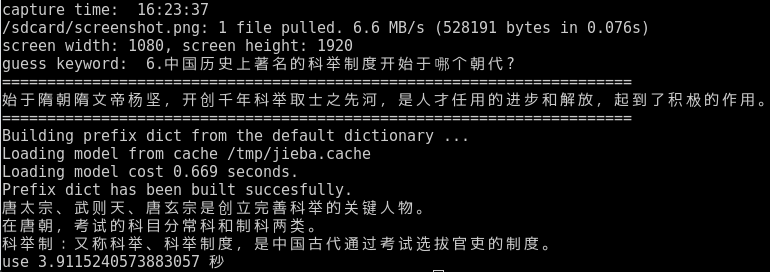 capture time:  16:23:37
/sdcard/screenshot.png: 1 file pulled. 6.6 MB/s (528191 bytes in 0.076s)
screen width: 1080, screen height: 1920
guess keyword:  6.中国历史上著名的科举制度开始于哪个朝代?
======================================================================
始于隋朝隋文帝杨坚，开创千年科举取士之先河，是人才任用的进步和解放，起到了积极的作用。
======================================================================
Building prefix dict from the default dictionary ...
Loading model from cache /tmp/jieba.cache
Loading model cost 0.669 seconds.
Prefix dict has been built succesfully.
唐太宗、武则天、唐玄宗是创立完善科举的关键人物。
在唐朝，考试的科目分常科和制科两类。
科举制：又称科举、科举制度，是中国古代通过考试选拔官吏的制度。
use 3.9115240573883057 秒